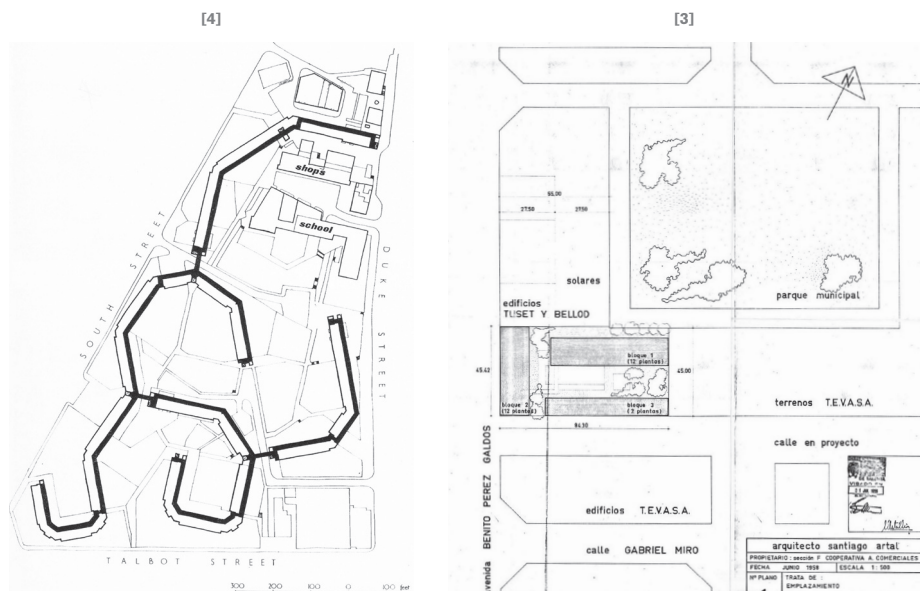 [4]
[3]
shops
school
SOUTH STREET
DUKE STREET
TALBOT STREET
300 200 100 0 100 feet
N
55,00
27.50 27.50
solares
parque municipal
edificios
TUSET Y BELLOD
45.42
bloque 1
(12 plantas)
45.00
bloque 2
(12 plantas)
bloque 3
(2 plantas)
terrenos T.E.V.A.S.A.
84.30
calle en proyecto
avenida BENITO PEREZ GALDOS
edificios T.E.V.A.S.A.
calle GABRIEL MIRO
arquitecto santiago artal
PROPIETARIO: sección F COOPERATIVA A. COMERCIALES
FECHA JUNIO 1958 ESCALA 1:500
Nº PLANO TRATA DE :
EMPLAZAMIENTO